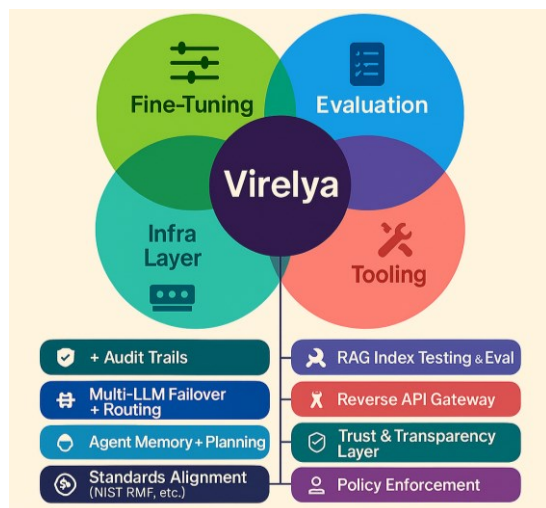 Fine-Tuning
Evaluation
Virelya
Infra
Layer
Tooling
+ Audit Trails
RAG Index Testing & Eval
Multi-LLM Failover
+ Routing
Reverse API Gateway
Agent Memory + Planning
Trust & Transparency
Layer
Standards Alignment
(NIST RMF, etc.)
Policy Enforcement